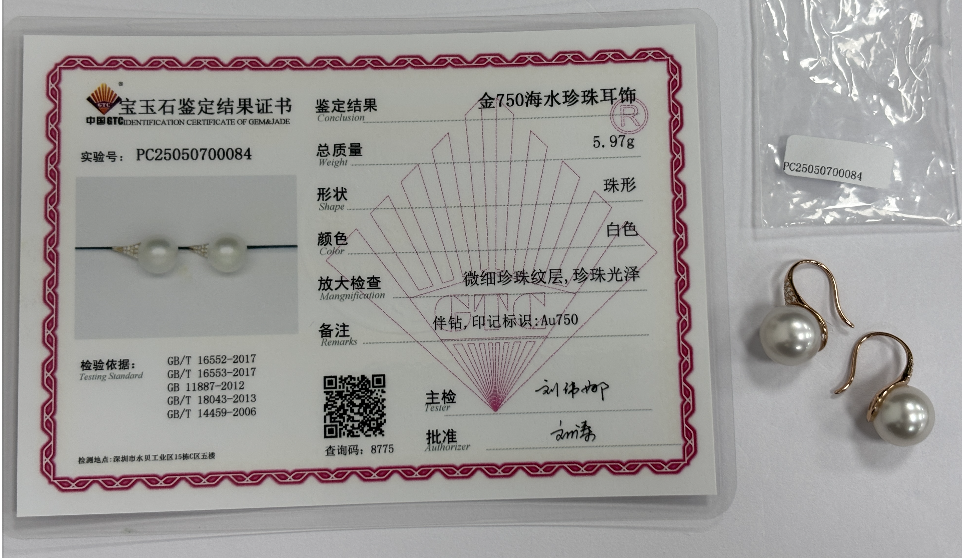 宝玉石鉴定结果证书
中国GTC IDENTIFICATION CERTIFICATE OF GEM&JADE
实验号: PC25050700084
鉴定结果 金750海水珍珠耳饰
Conclusion
总质量 5.97g
Weight
形状 珠形
Shape
颜色 白色
Color
放大检查 微细珍珠纹层,珍珠光泽
Mangnification
备注 伴钻,印记标识:Au750
Remarks
检验依据: GB/T 16552-2017
Testing Standard GB/T 16553-2017
GB 11887-2012
GB/T 18043-2013
GB/T 14459-2006
主检
Tester
批准
Authorizer
查询码: 8775
检测地点:深圳市水贝工业区15栋C区五楼
GTC
R
PC25050700084